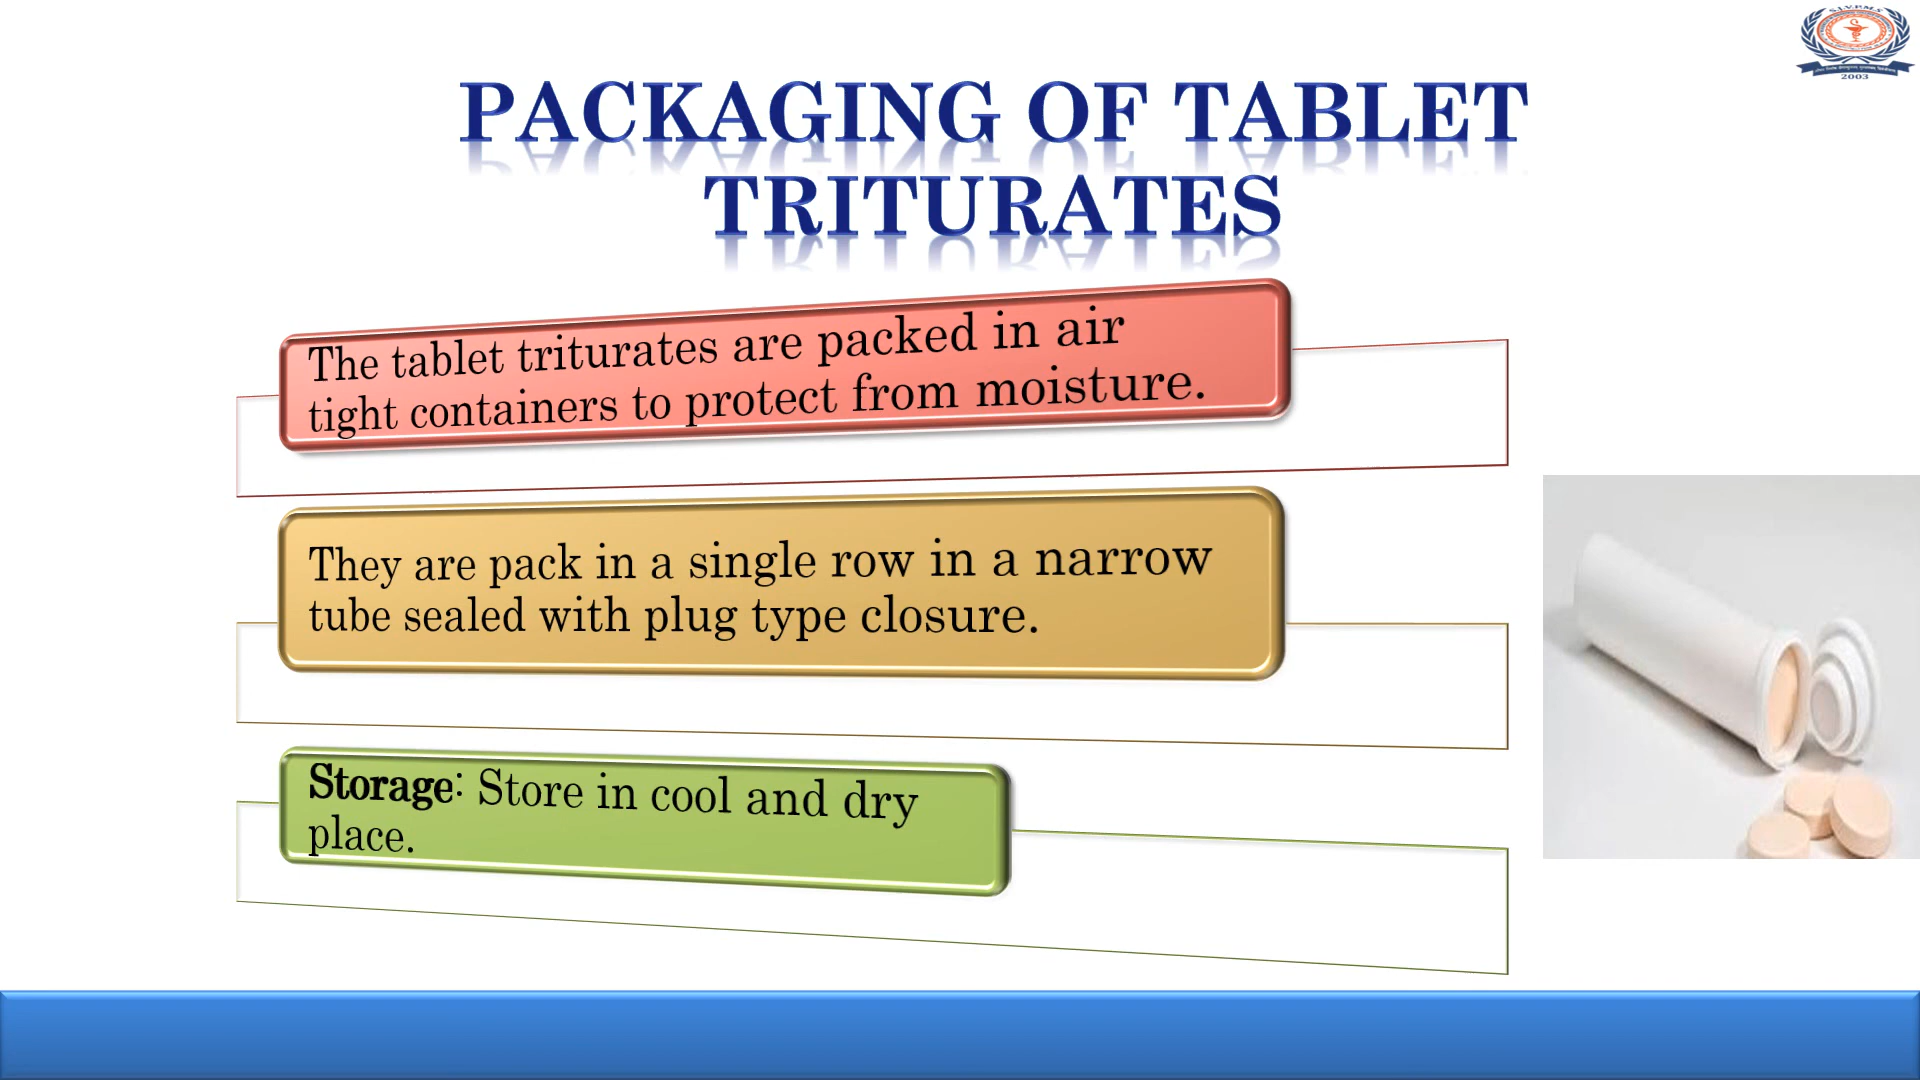 S.I.V.P.M.S
2003
PACKAGING OF TABLET
TRITURATES
The tablet triturates are packed in air
tight containers to protect from moisture.
They are pack in a single row in a narrow
tube sealed with plug type closure.
Storage: Store in cool and dry
place.